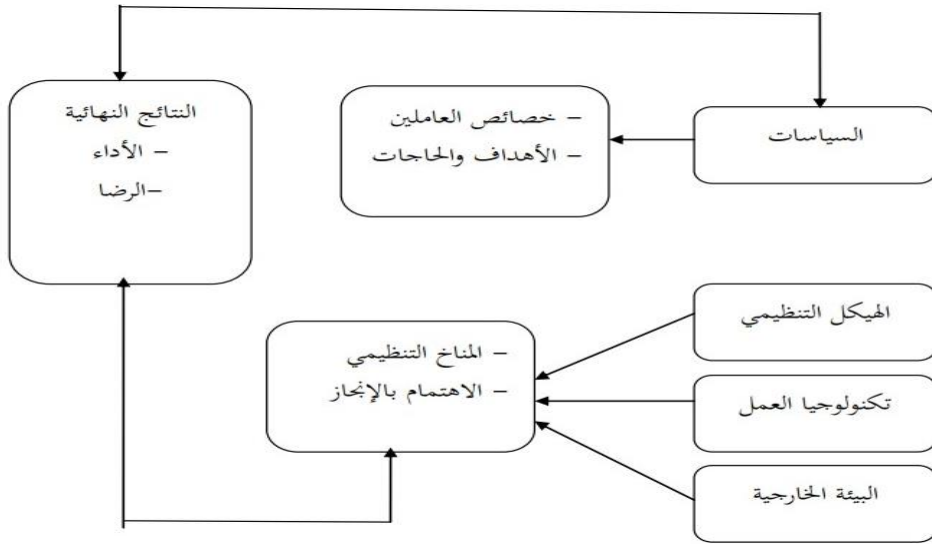 السياسات
– خصائص العاملين
– الأهداف والحاجات
النتائج النهائية
– الأداء
–الرضا
الهيكل التنظيمي
– المناخ التنظيمي
– الاهتمام بالإنجاز
تكنولوجيا العمل
البيئة الخارجية